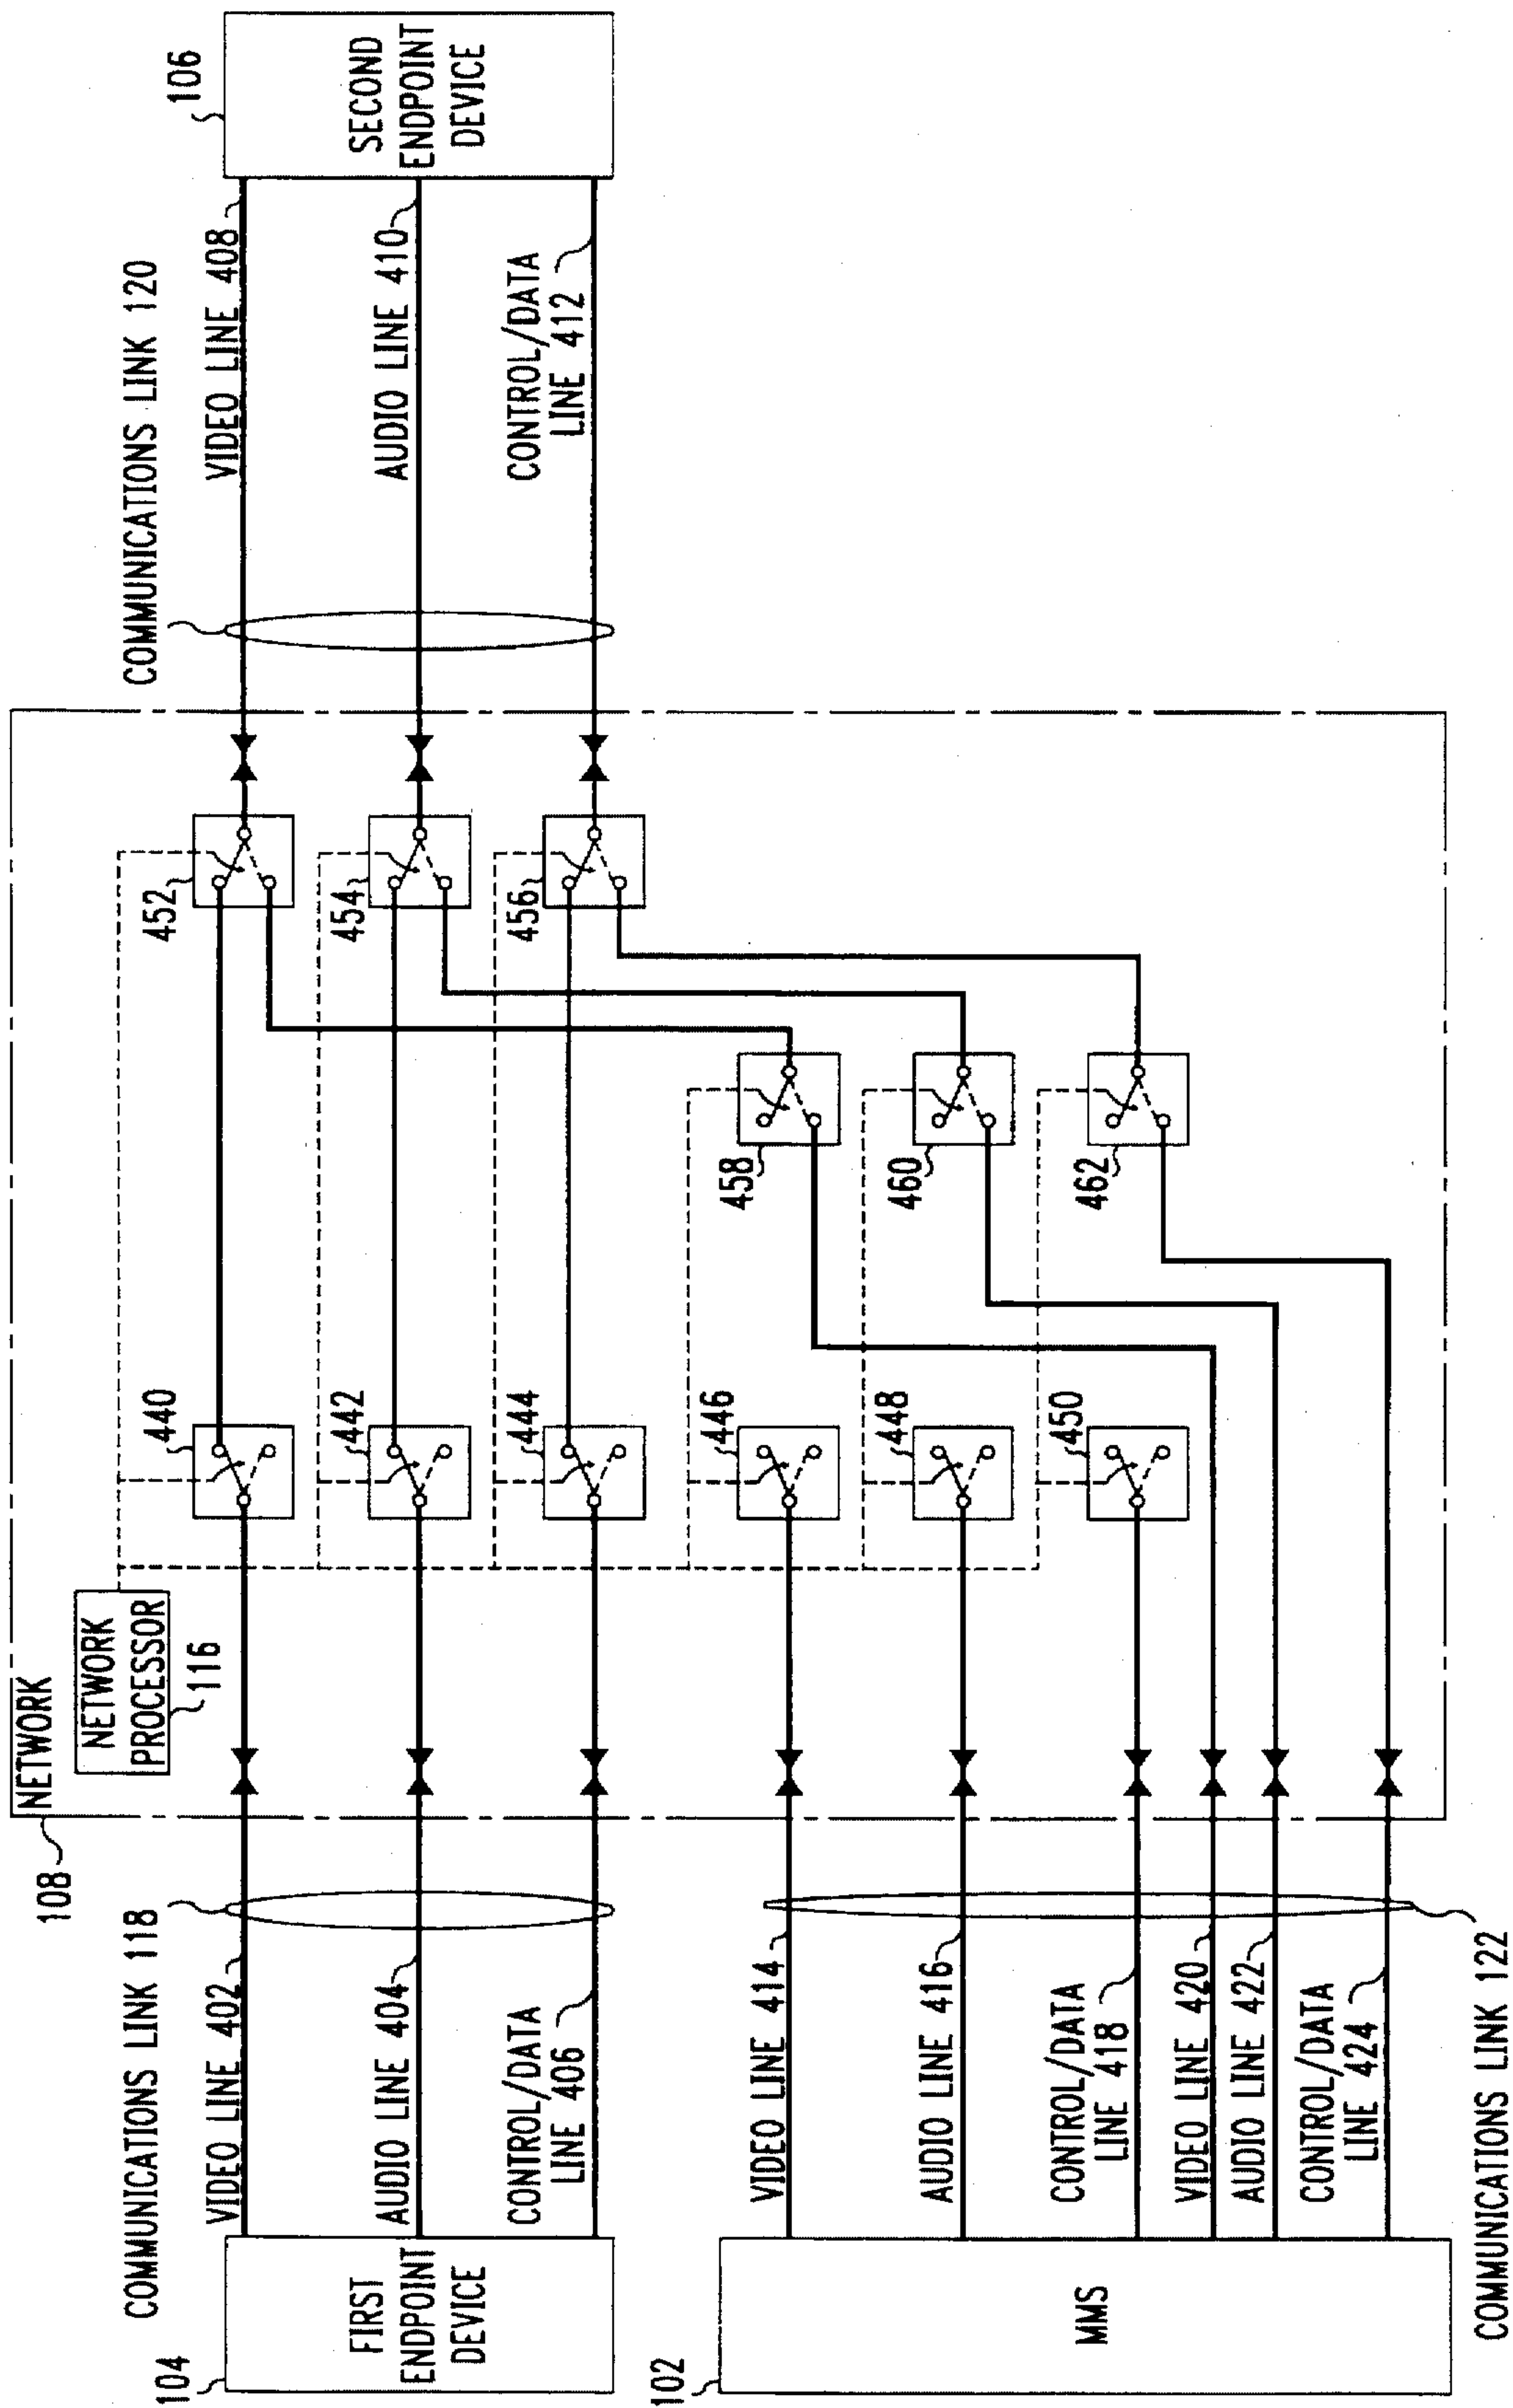 108
NETWORK
NETWORK
PROCESSOR
116
COMMUNICATIONS LINK 118
COMMUNICATIONS LINK 120
104
FIRST
ENDPOINT
DEVICE
VIDEO LINE 402
AUDIO LINE 404
CONTROL/DATA
LINE 406
440
442
444
452
454
456
VIDEO LINE 408
AUDIO LINE 410
CONTROL/DATA
LINE 412
106
SECOND
ENDPOINT
DEVICE
102
MMS
VIDEO LINE 414
AUDIO LINE 416
CONTROL/DATA
LINE 418
VIDEO LINE 420
AUDIO LINE 422
CONTROL/DATA
LINE 424
446
448
450
458
460
462
COMMUNICATIONS LINK 122